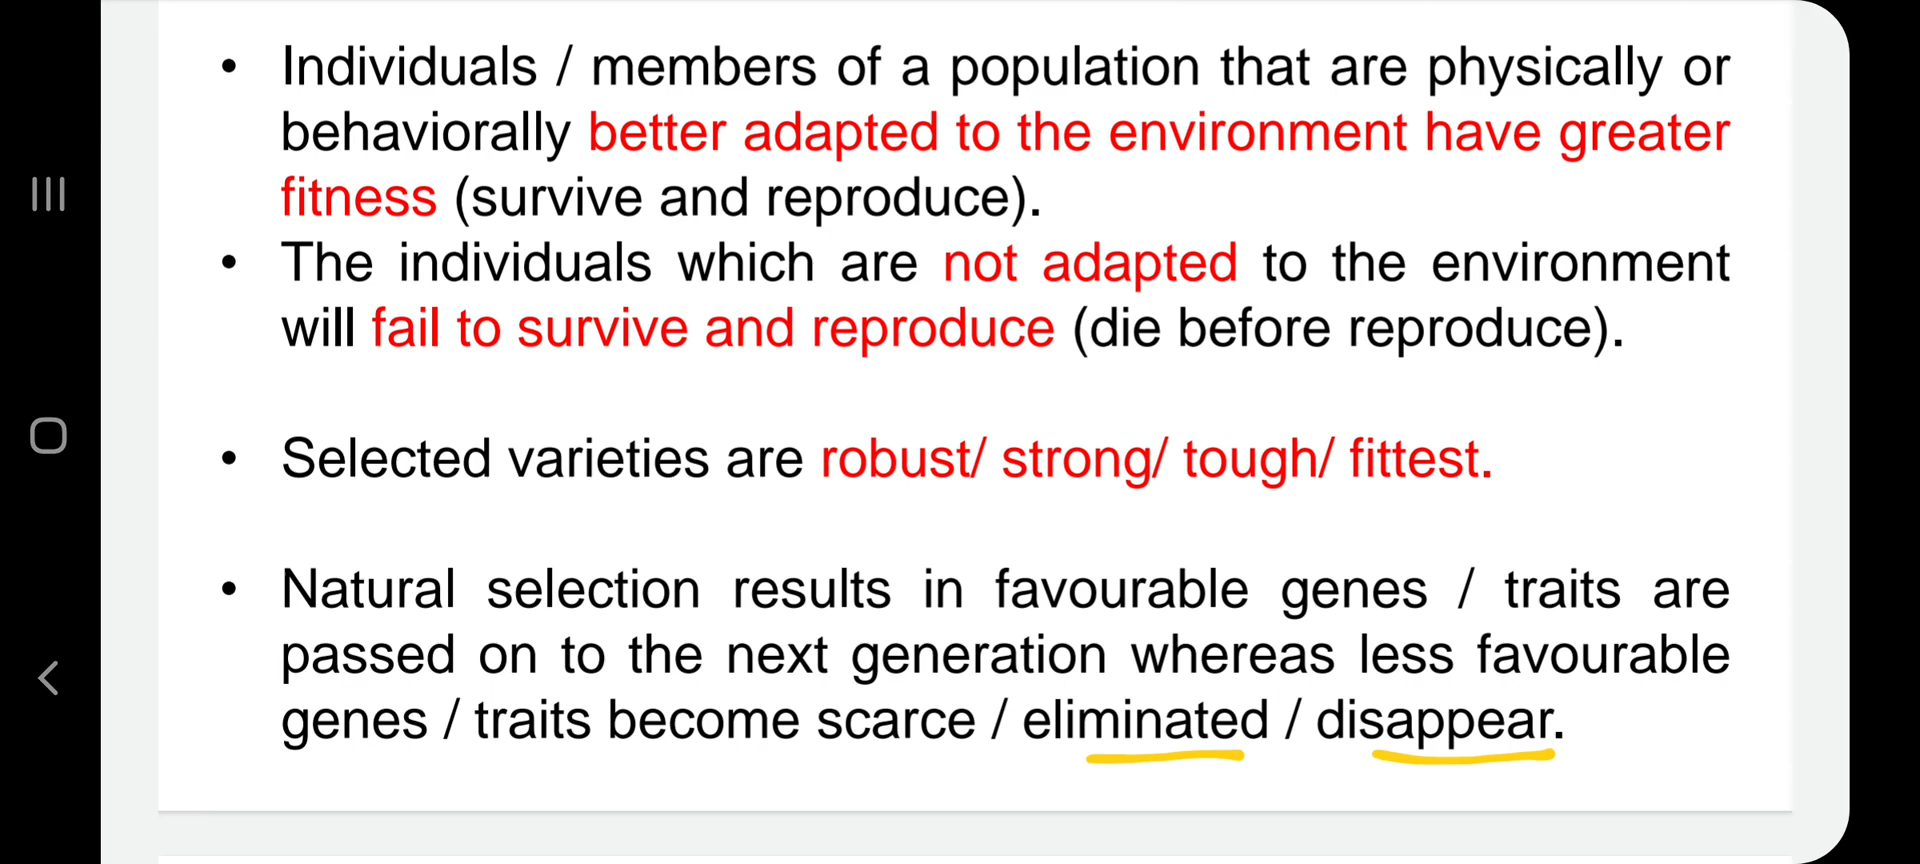 • Individuals / members of a population that are physically or
behaviorally better adapted to the environment have greater
fitness (survive and reproduce).
• The individuals which are not adapted to the environment
will fail to survive and reproduce (die before reproduce).
• Selected varieties are robust/ strong/ tough/ fittest.
• Natural selection results in favourable genes / traits are
passed on to the next generation whereas less favourable
genes / traits become scarce / eliminated / disappear.